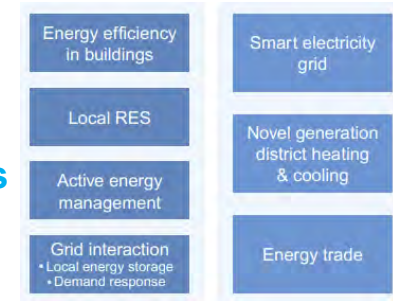 Energy efficiency
in buildings
Local RES
s
Active energy
management
Grid interaction
• Local energy storage
• Demand response
Smart electricity
grid
Novel generation
district heating
& cooling
Energy trade